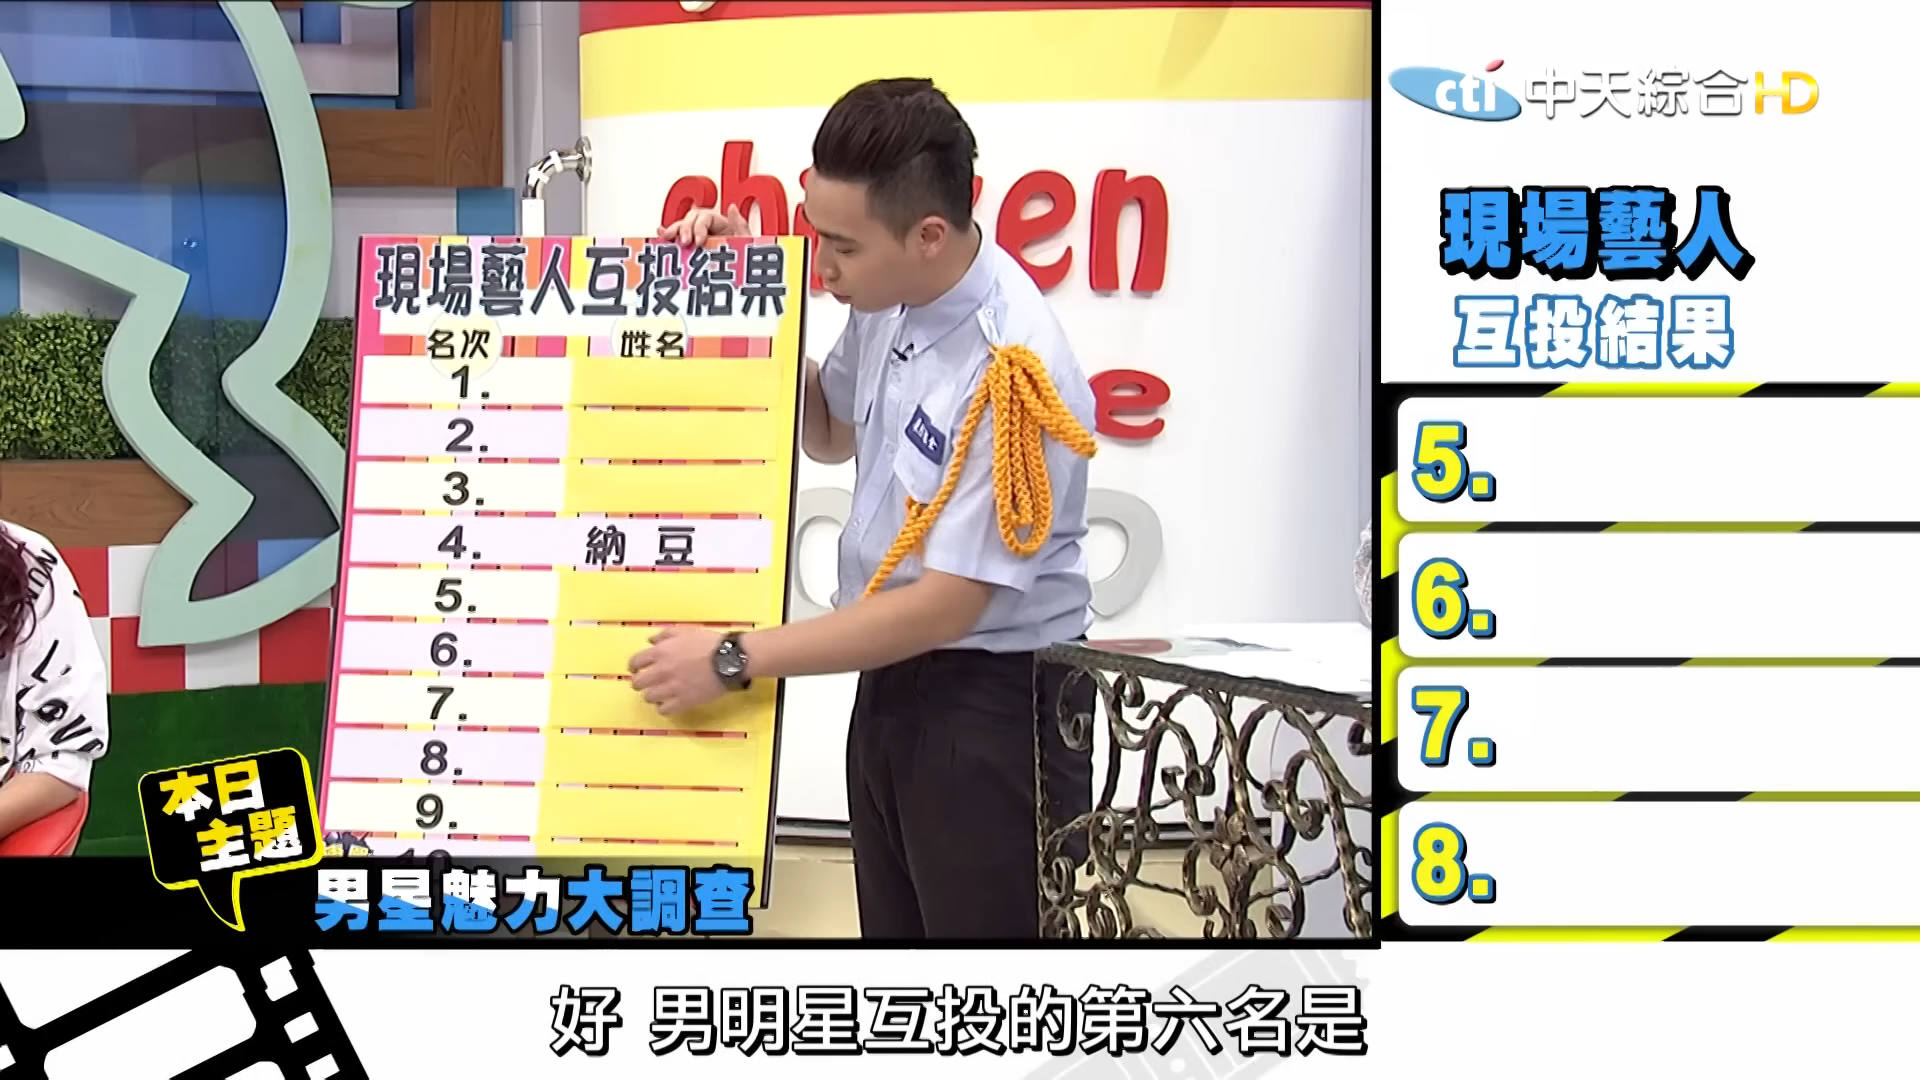 cti 中天綜合HD
現場藝人
互投結果
5.
6.
7.
8.
現場藝人互投結果
名次 姓名
1.
2.
3.
4. 納豆
5.
6.
7.
8.
9.
10
L'OVE
本日
主題
男星魅力大調查
好 男明星互投的第六名是